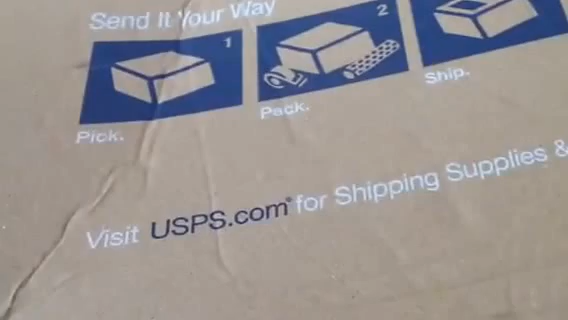 Send It Your Way
1 2
Pick. Pack. Ship.
Visit USPS.com® for Shipping Supplies &